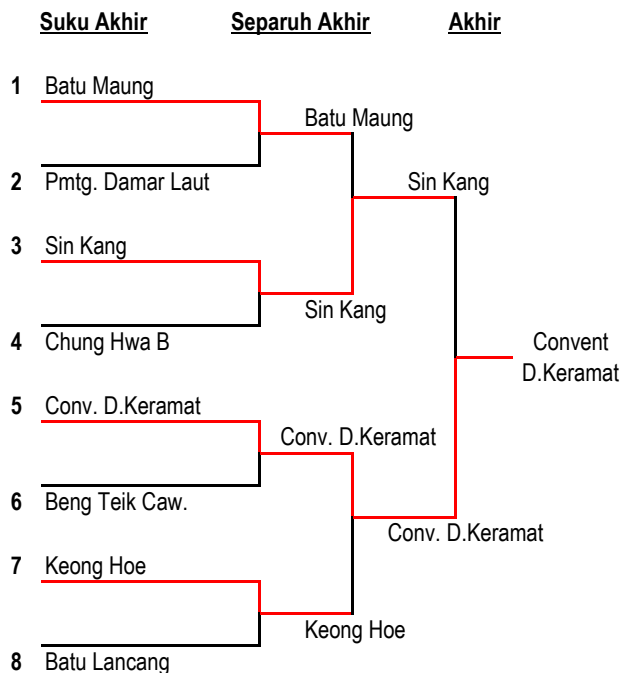 Suku Akhir Separuh Akhir Akhir
1 Batu Maung
Batu Maung
2 Pmtg. Damar Laut
Sin Kang
3 Sin Kang
Sin Kang
4 Chung Hwa B
Convent
D.Keramat
5 Conv. D.Keramat
Conv. D.Keramat
6 Beng Teik Caw.
Conv. D.Keramat
7 Keong Hoe
Keong Hoe
8 Batu Lancang